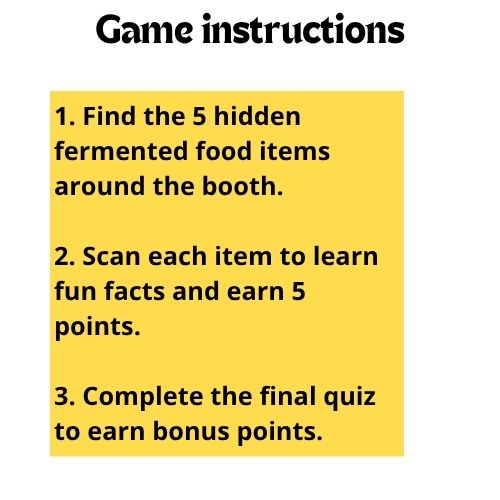 Game instructions
1. Find the 5 hidden
fermented food items
around the booth.
2. Scan each item to learn
fun facts and earn 5
points.
3. Complete the final quiz
to earn bonus points.